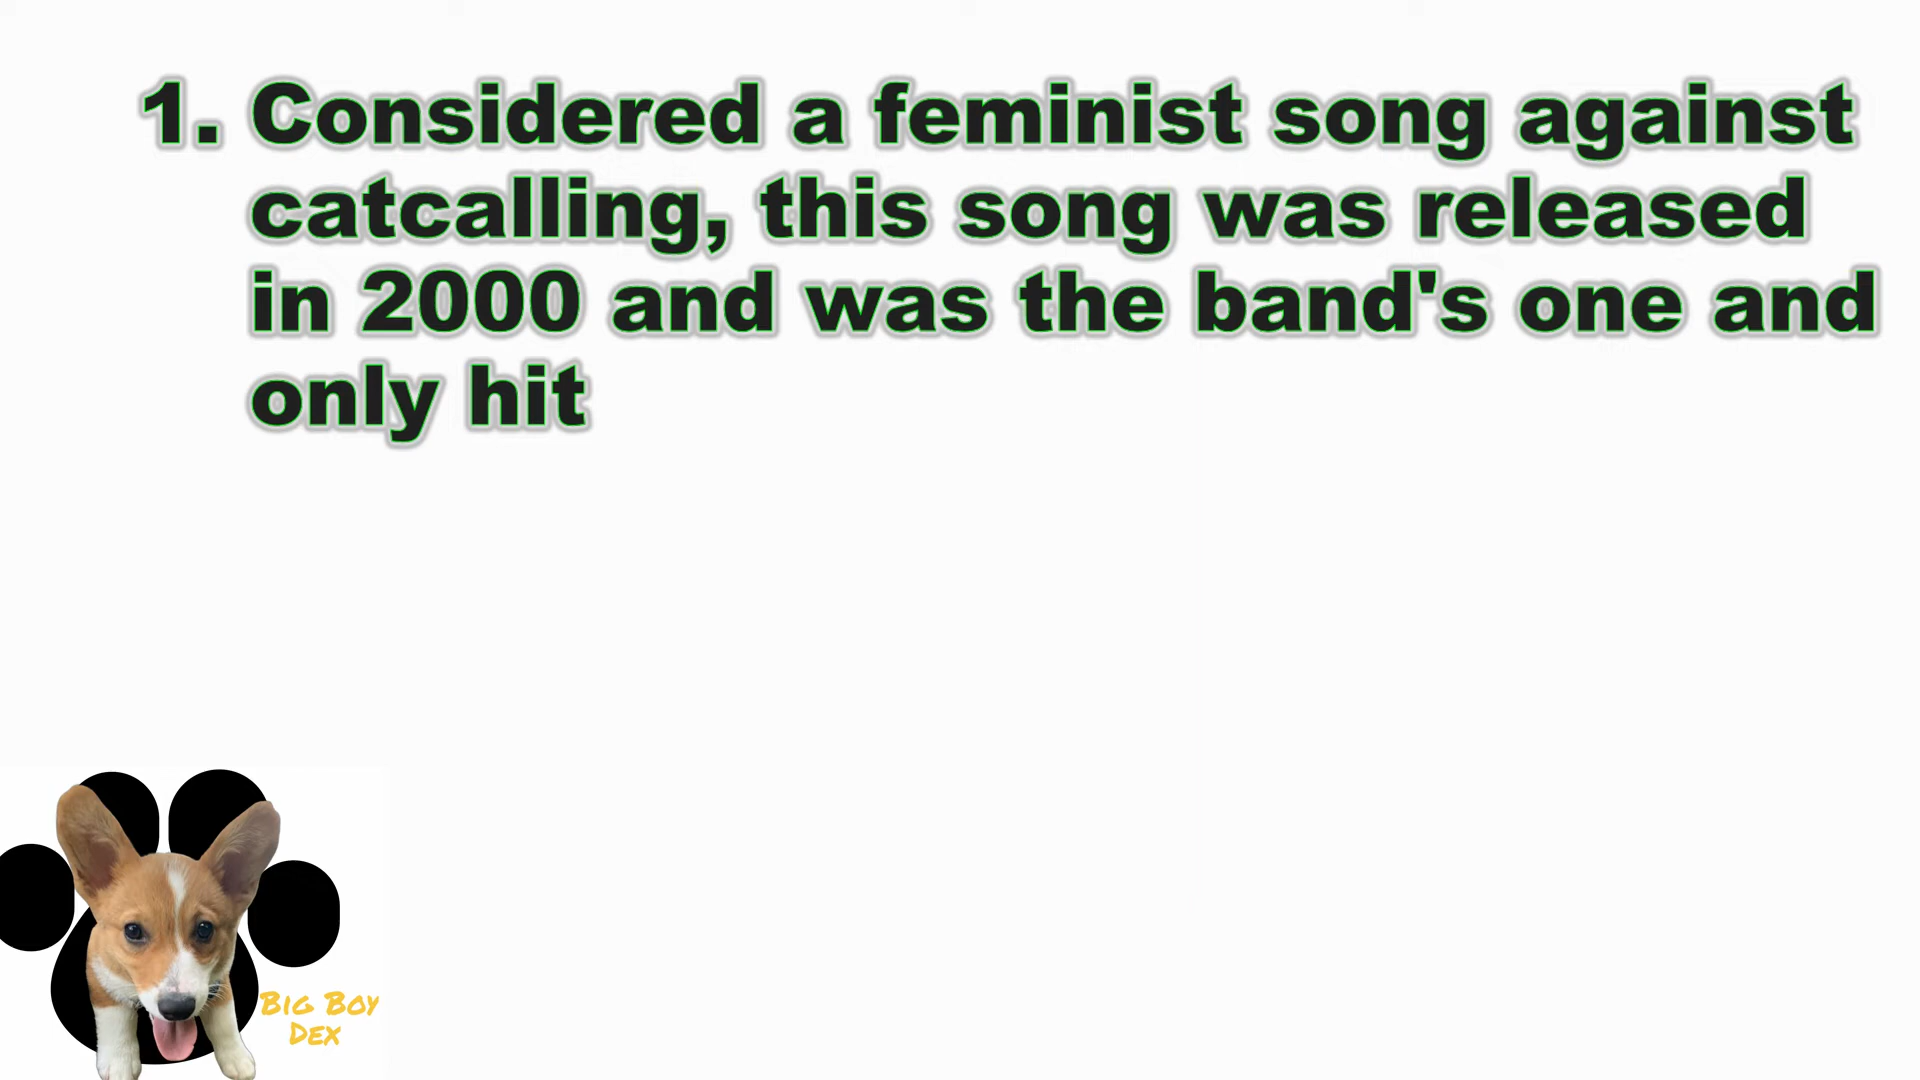 1. Considered a feminist song against
catcalling, this song was released
in 2000 and was the band's one and
only hit
Big Boy
Dex